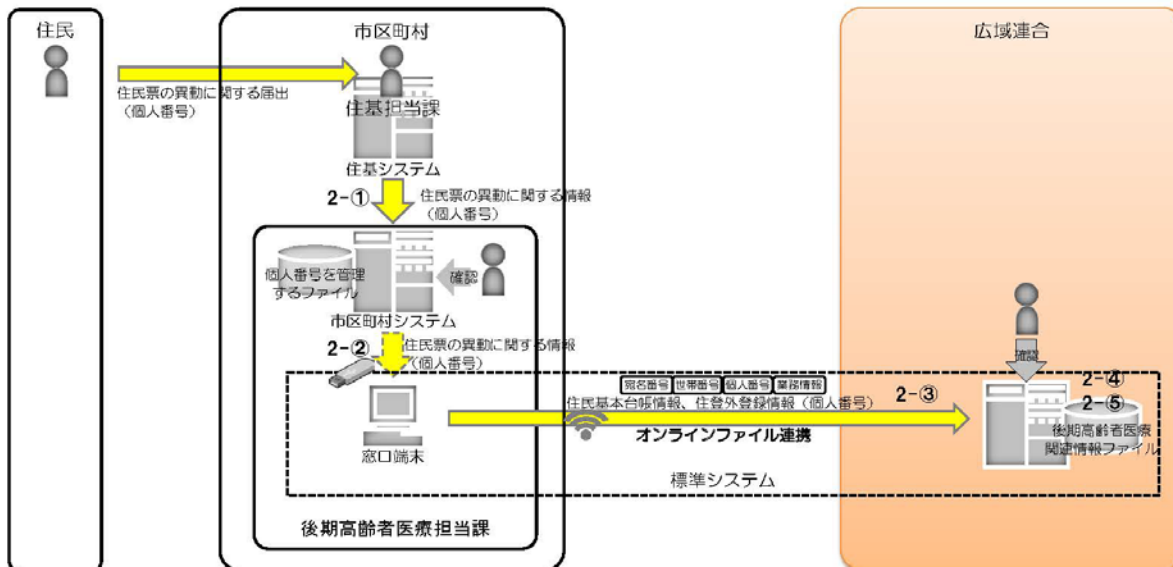 住民
市区町村
広域連合
住民票の異動に関する届出
（個人番号）
住基担当課
住基システム
2-①
住民票の異動に関する情報
（個人番号）
個人番号を管理
するファイル
確認
市区町村システム
2-②
住民票の異動に関する情報
（個人番号）
確認
宛名番号 世帯番号 個人番号 業務情報
住民基本台帳情報、住登外登録情報（個人番号）
2-③
2-④
2-⑤
オンラインファイル連携
後期高齢者医療
関連情報ファイル
窓口端末
標準システム
後期高齢者医療担当課